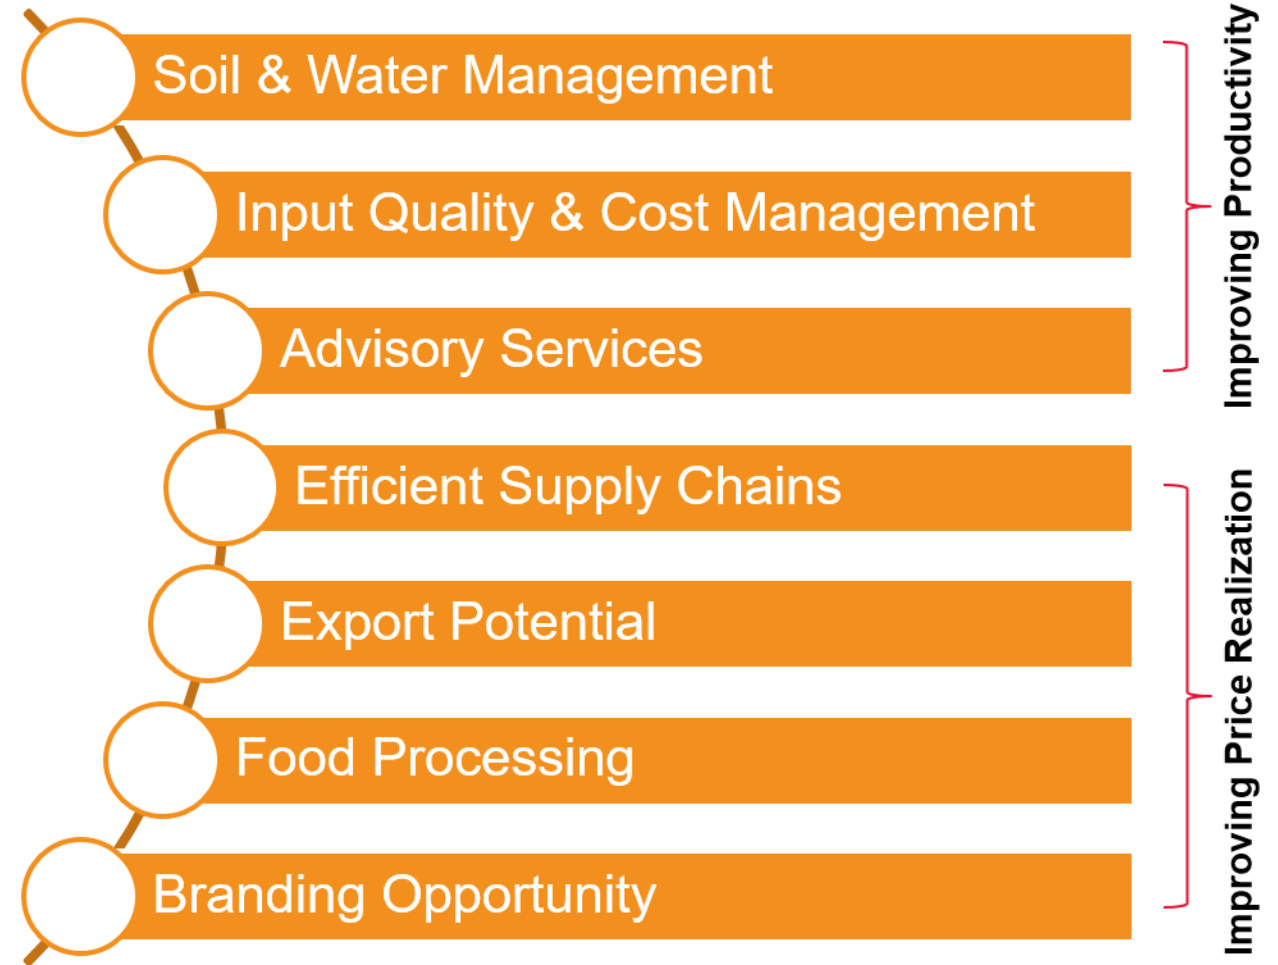 Soil & Water Management
Input Quality & Cost Management
Advisory Services
Improving Productivity
Efficient Supply Chains
Export Potential
Food Processing
Branding Opportunity
Improving Price Realization